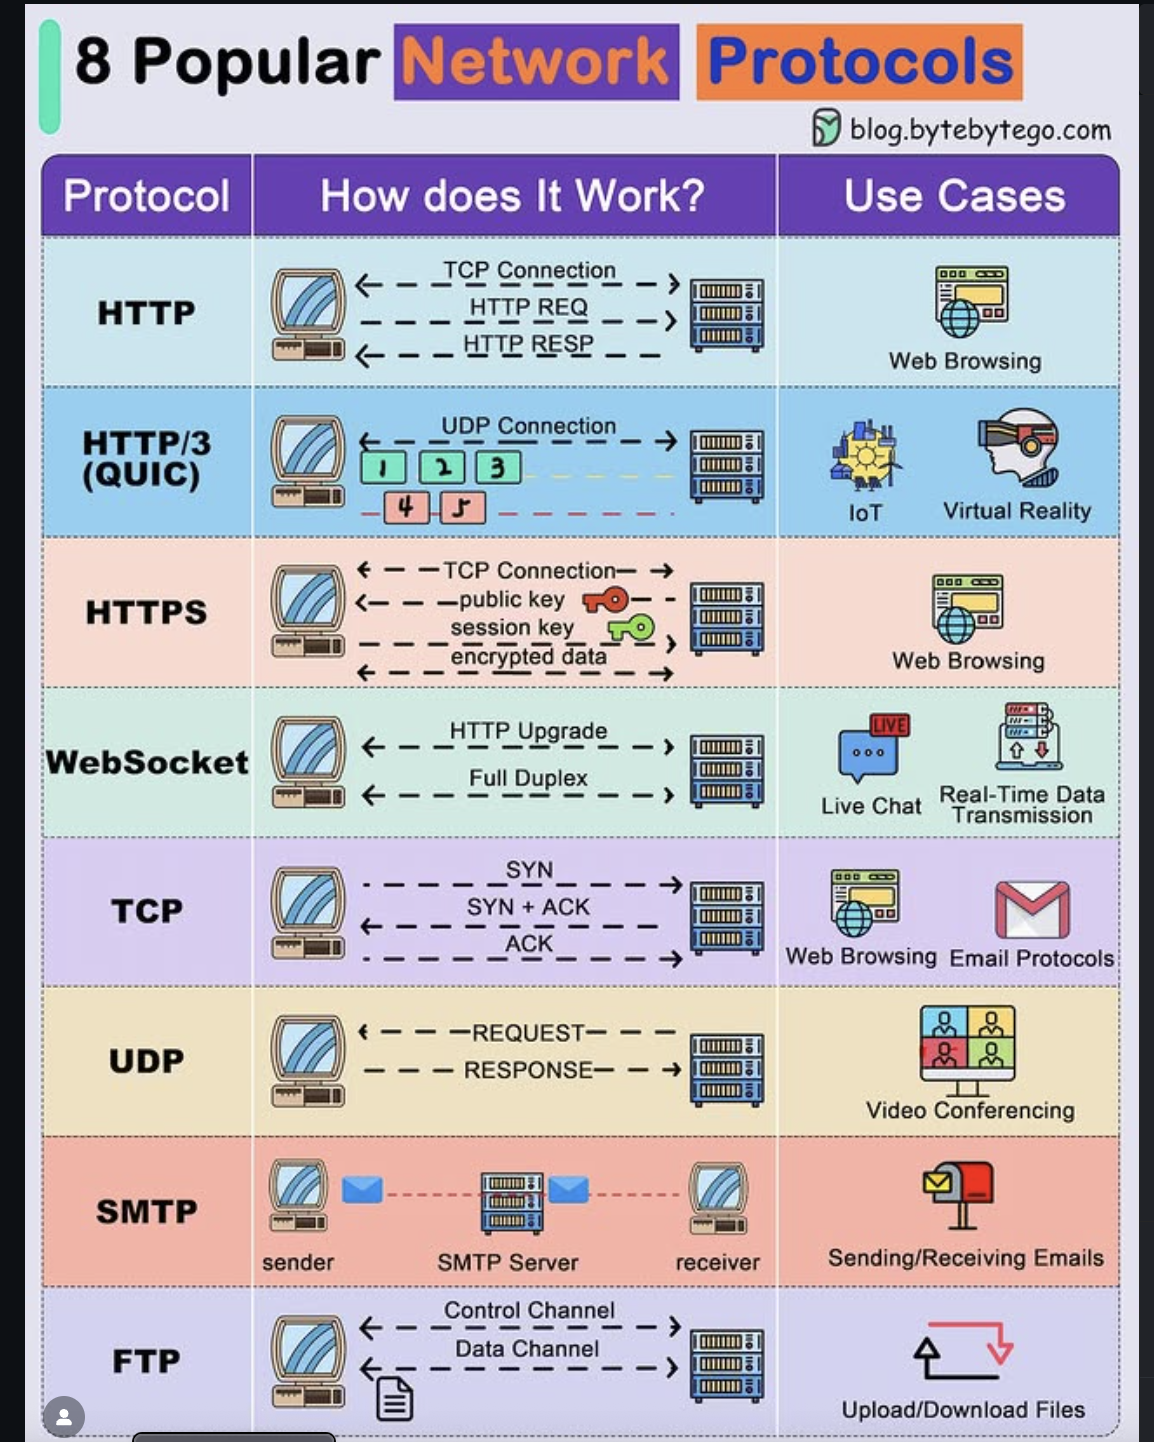 8 Popular Network Protocols
blog.bytebytego.com
Protocol
How does It Work?
Use Cases
HTTP
TCP Connection
HTTP REQ
HTTP RESP
Web Browsing
HTTP/3
(QUIC)
UDP Connection
1 2 3
4 5
IoT
Virtual Reality
HTTPS
TCP Connection
public key
session key
encrypted data
Web Browsing
WebSocket
HTTP Upgrade
Full Duplex
LIVE
Live Chat
Real-Time Data
Transmission
TCP
SYN
SYN + ACK
ACK
Web Browsing
Email Protocols
UDP
REQUEST
RESPONSE
Video Conferencing
SMTP
sender
SMTP Server
receiver
Sending/Receiving Emails
FTP
Control Channel
Data Channel
Upload/Download Files